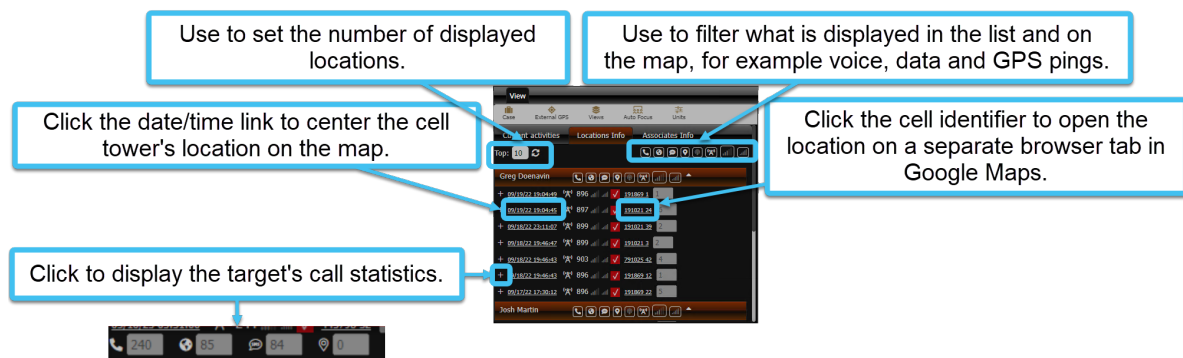 Use to set the number of displayed
locations.
Use to filter what is displayed in the list and on
the map, for example voice, data and GPS pings.
Click the date/time link to center the cell
tower's location on the map.
Click the cell identifier to open the
location on a separate browser tab in
Google Maps.
Click to display the target's call statistics.
View
Case External GPS Views Auto Focus Units
Current activities Locations Info Associates Info
Top: 10
Greg Doenavin
+ 09/19/22 19:04:49 896 191869 1 1
+ 09/19/22 19:04:45 897 191021 24
+ 09/18/22 23:11:07 899 191021 39 2
+ 09/18/22 19:46:47 899 191021 3 2
+ 09/18/22 19:46:43 903 791025 42 4
+ 09/18/22 19:46:43 896 191869 12 1
+ 09/17/22 17:30:12 896 191869 22 5
Josh Martin
240 85 84 0